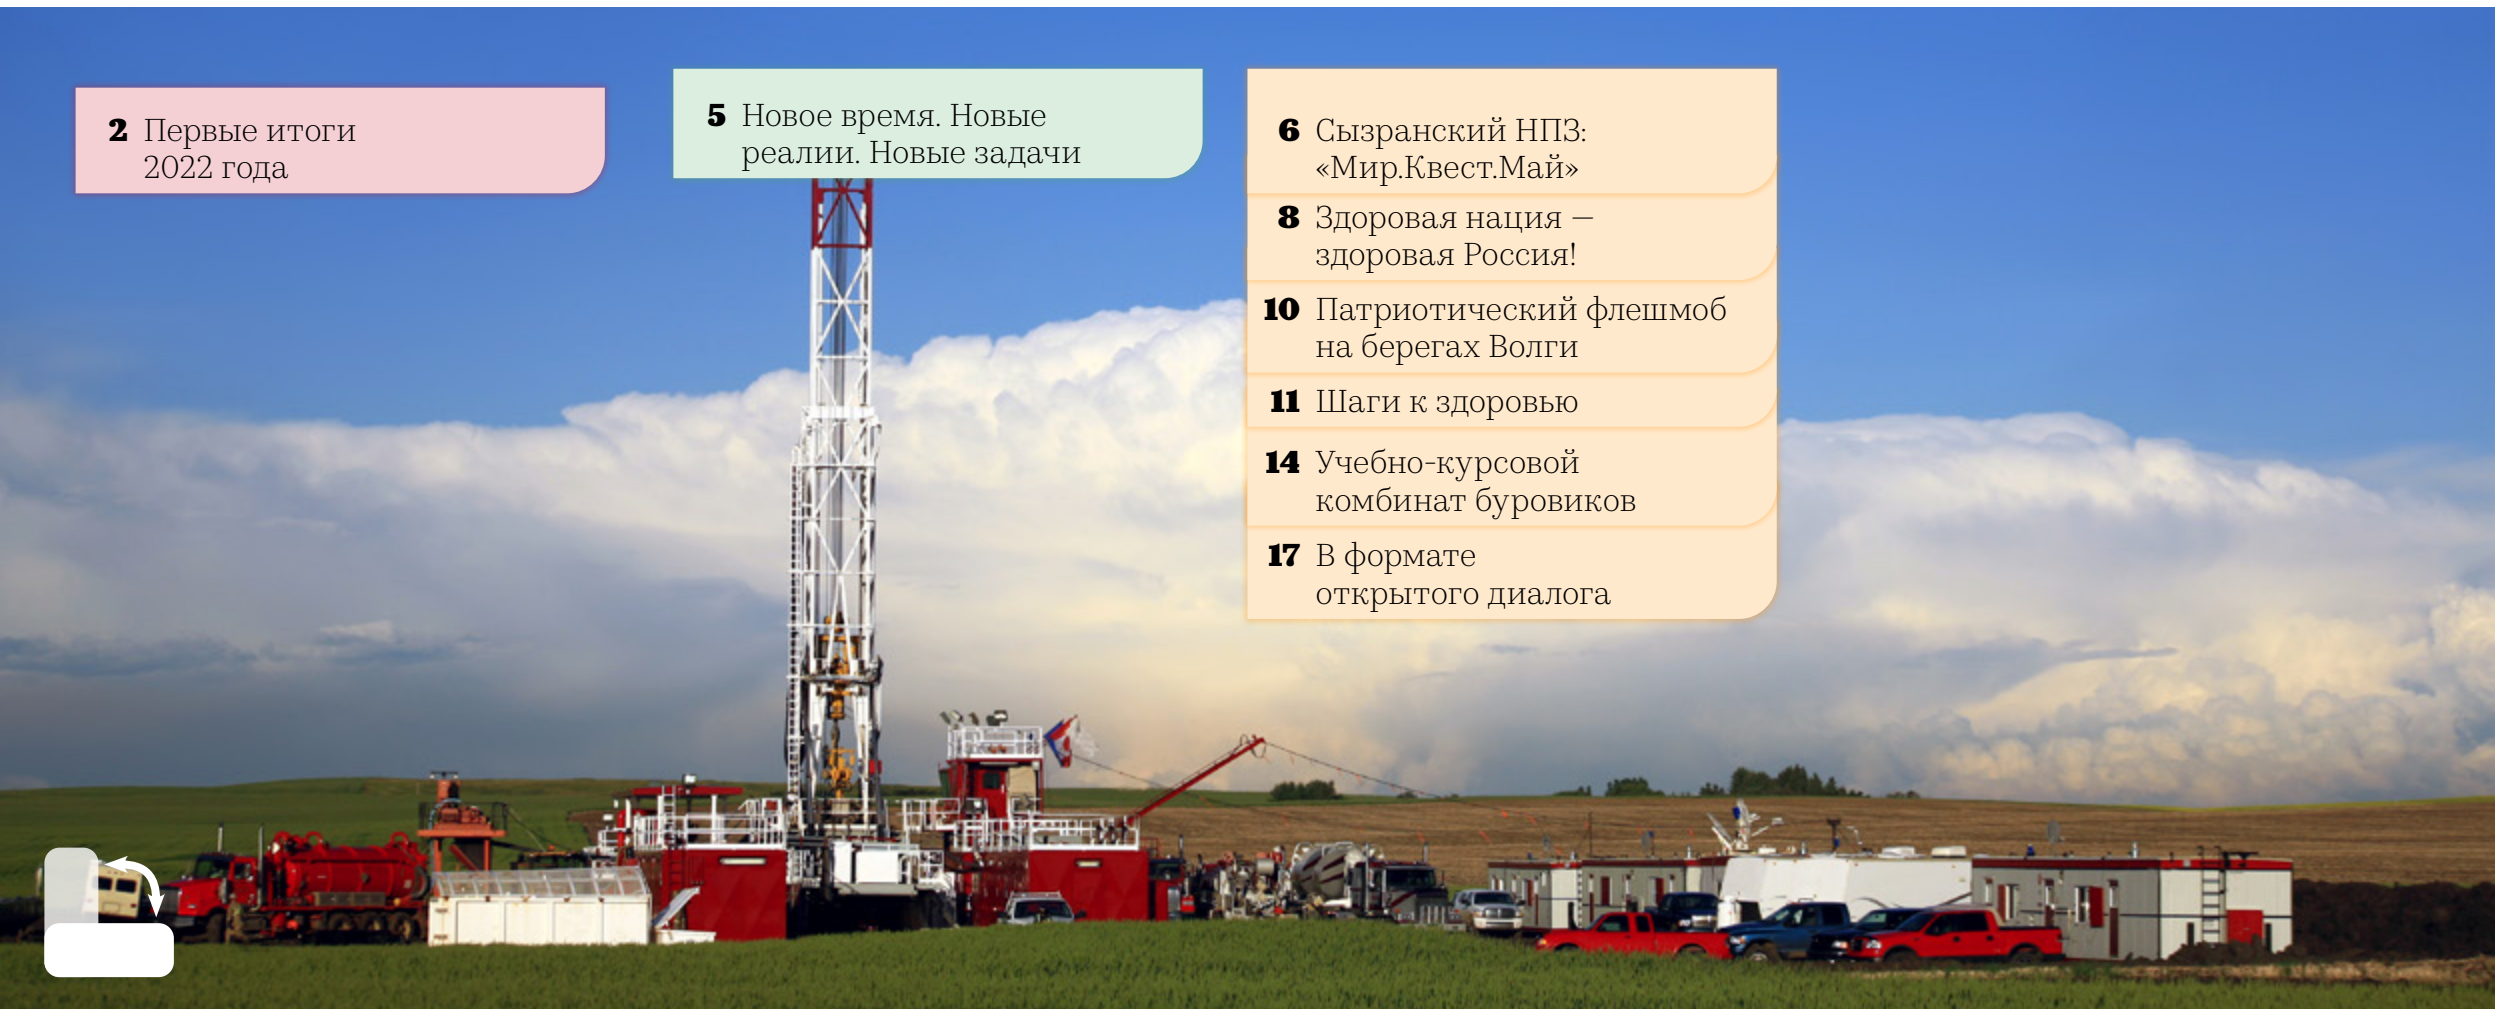 2 Первые итоги
2022 года
5 Новое время. Новые
реалии. Новые задачи
6 Сызранский НПЗ:
«Мир.Квест.Май»
8 Здоровая нация –
здоровая Россия!
10 Патриотический флешмоб
на берегах Волги
11 Шаги к здоровью
14 Учебно-курсовой
комбинат буровиков
17 В формате
открытого диалога